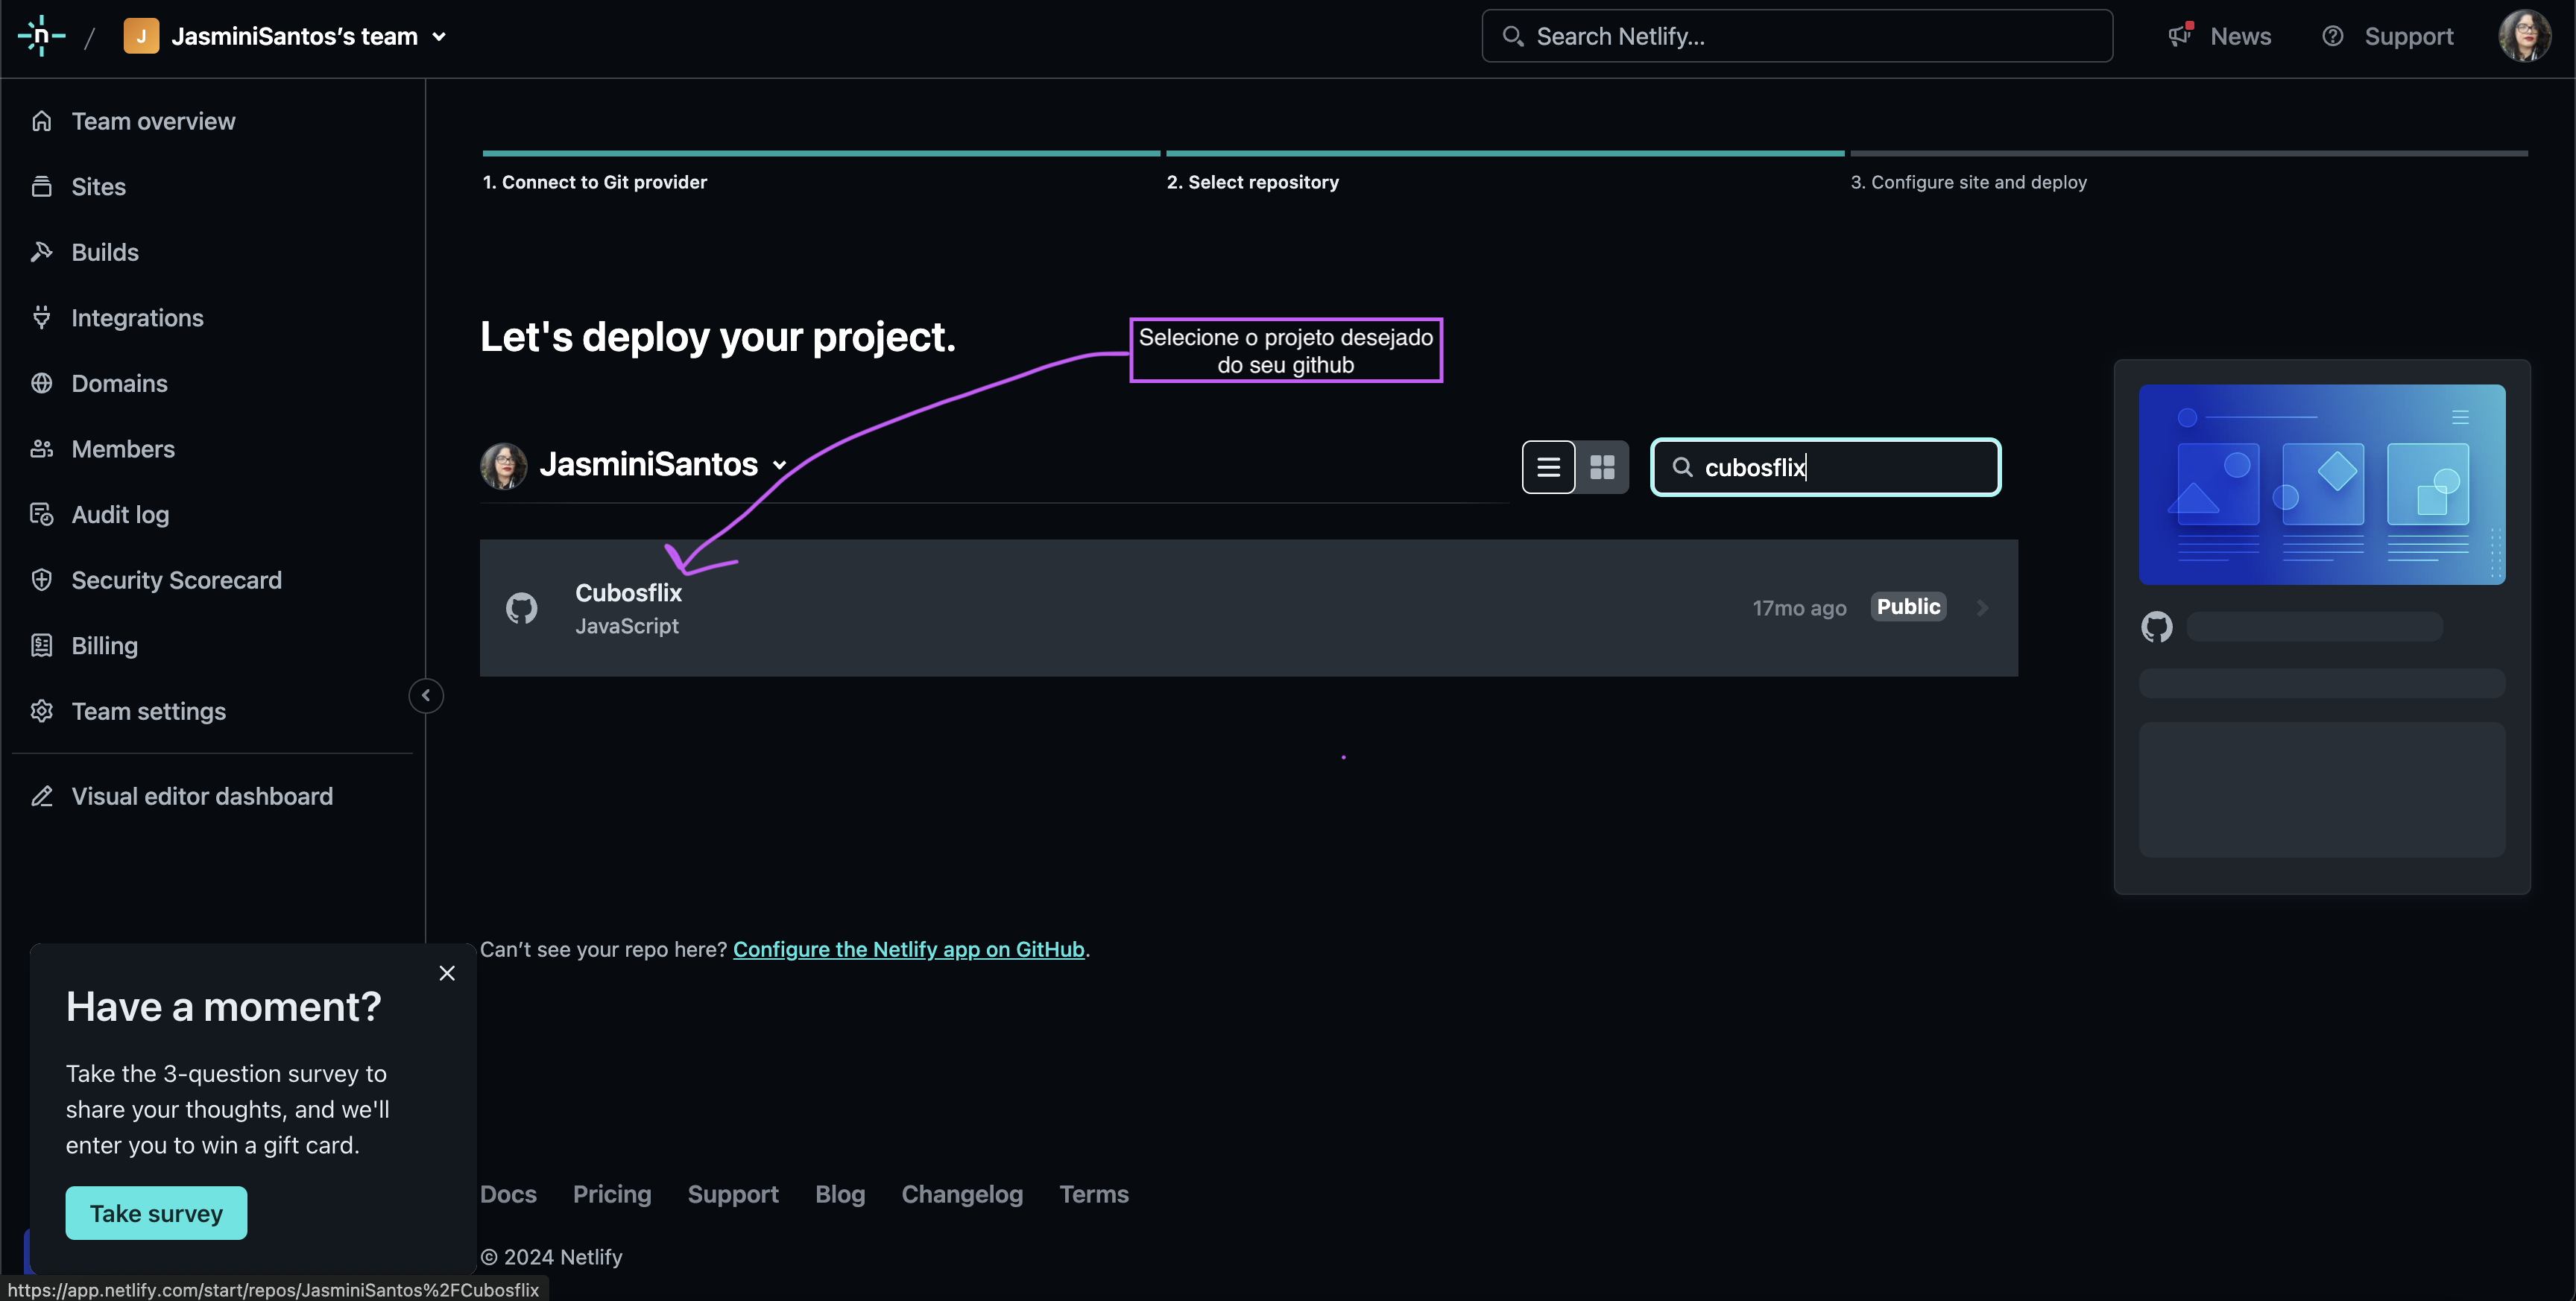 n / J JasminiSantos's team
Search Netlify...
News
Support
Team overview
Sites
Builds
Integrations
Domains
Members
Audit log
Security Scorecard
Billing
Team settings
Visual editor dashboard
1. Connect to Git provider
2. Select repository
3. Configure site and deploy
Let's deploy your project.
Selecione o projeto desejado
do seu github
JasminiSantos
cubosflix
Cubosflix
JavaScript
17mo ago
Public
Can’t see your repo here? Configure the Netlify app on GitHub.
Have a moment?
Take the 3-question survey to
share your thoughts, and we'll
enter you to win a gift card.
Take survey
Docs Pricing Support Blog Changelog Terms
© 2024 Netlify
https://app.netlify.com/start/repos/JasminiSantos%2FCubosflix